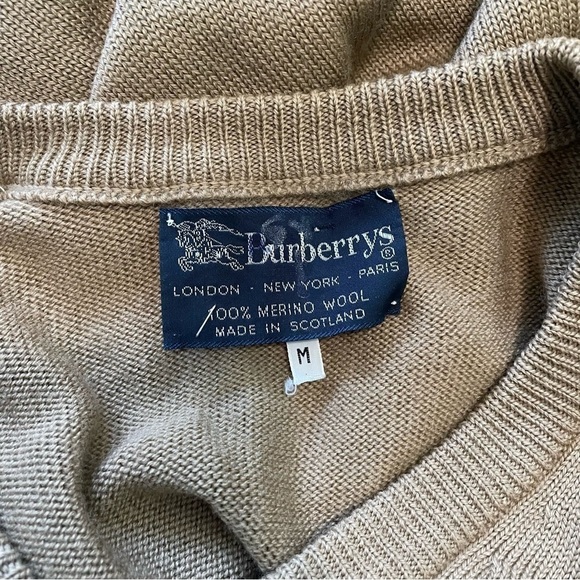 Burberrys®
LONDON - NEW YORK - PARIS
100% MERINO WOOL
MADE IN SCOTLAND
M